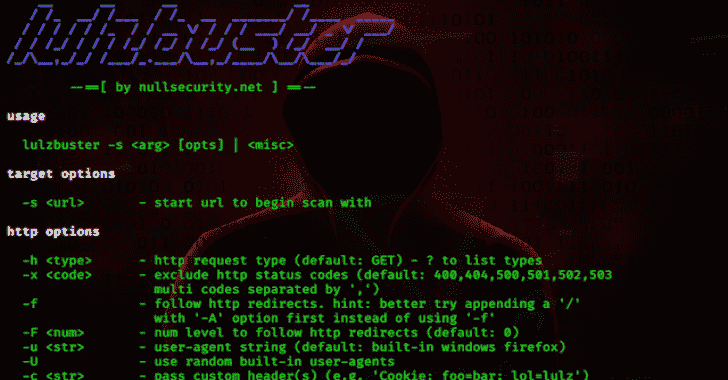 lulzbuster
--==[ by nullsecurity.net ]==--
usage
lulzbuster -s <arg> [opts] | <misc>
target options
-s <url> - start url to begin scan with
http options
-h <type> - http request type (default: GET) - ? to list types
-x <code> - exclude http status codes (default: 400,404,500,501,502,503
multi codes separated by ',')
-f - follow http redirects. hint: better try appending a '/'
with '-A' option first instead of using '-f'
-F <num> - num level to follow http redirects (default: 0)
-u <str> - user-agent string (default: built-in windows firefox)
-U - use random built-in user-agents
-c <str> - pass custom header(s) (e.g. 'Cookie: foo=bar; lol=lulz')